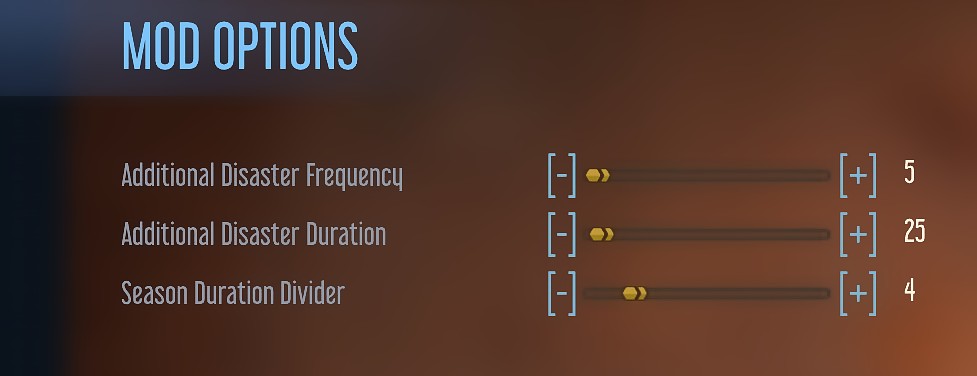 MOD OPTIONS
Additional Disaster Frequency [-] [+] 5
Additional Disaster Duration [-] [+] 25
Season Duration Divider [-] [+] 4